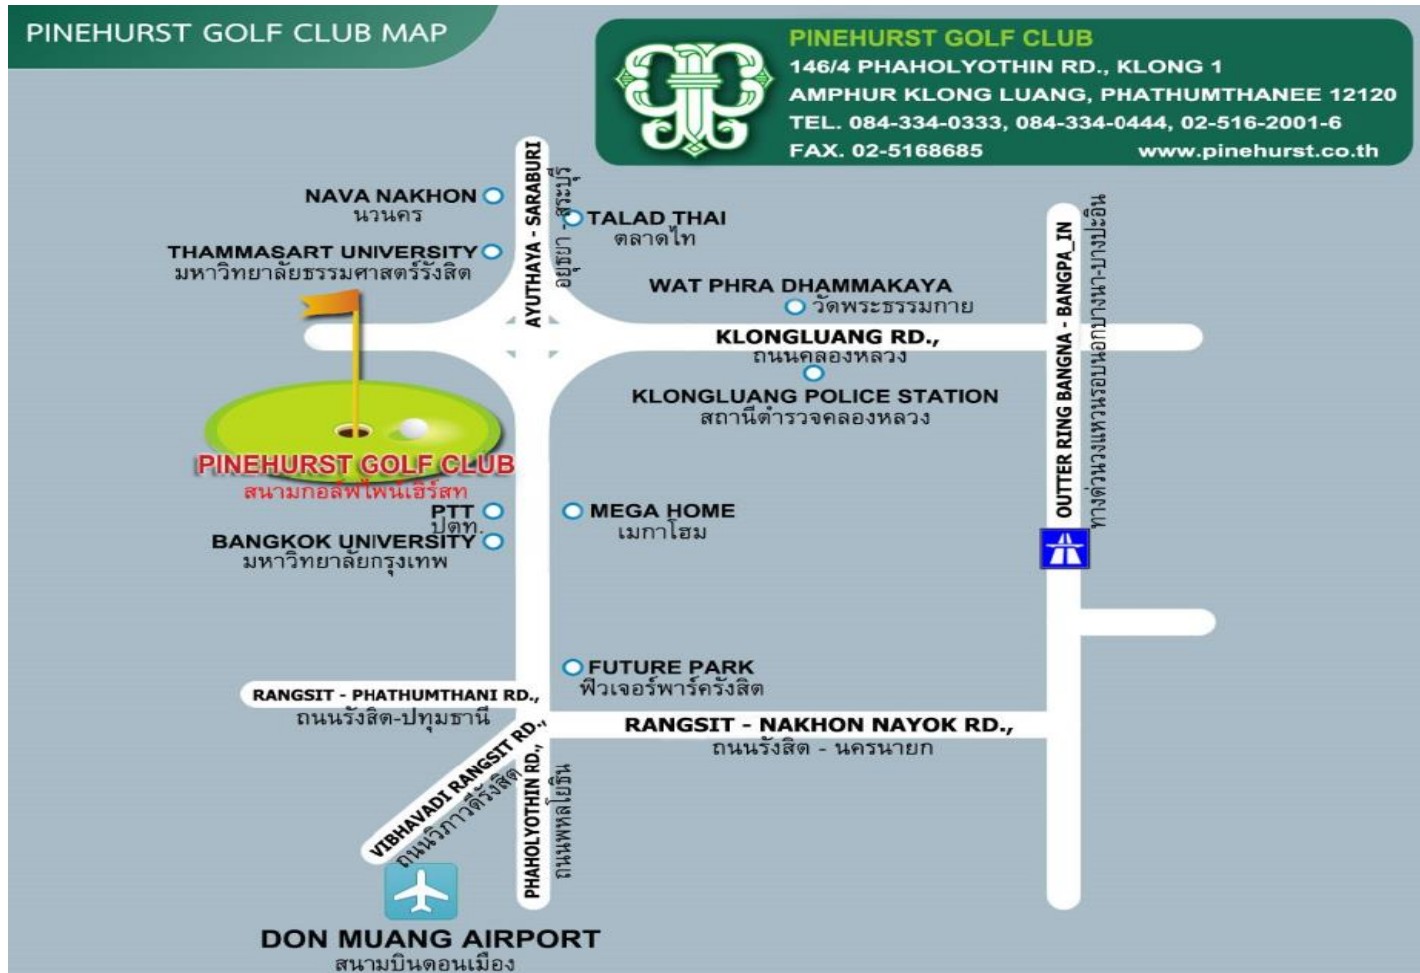 PINEHURST GOLF CLUB MAP
PINEHURST GOLF CLUB
146/4 PHAHOLYOTHIN RD., KLONG 1
AMPHUR KLONG LUANG, PHATHUMTHANEE 12120
TEL. 084-334-0333, 084-334-0444, 02-516-2001-6
FAX. 02-5168685 www.pinehurst.co.th
NAVA NAKHON
นวนคร
THAMMASART UNIVERSITY
มหาวิทยาลัยธรรมศาสตร์รังสิต
AYUTHAYA - SARABURI
อยุธยา - สระบุรี
TALAD THAI
ตลาดไท
WAT PHRA DHAMMAKAYA
วัดพระธรรมกาย
KLONGLUANG RD.,
ถนนคลองหลวง
KLONGLUANG POLICE STATION
สถานีตำรวจคลองหลวง
OUTTER RING BANGNA - BANGPA_IN
ทางด่วนวงแหวนรอบนอกบางนา-บางปะอิน
PINEHURST GOLF CLUB
สนามกอล์ฟไพน์เฮิร์สท
PTT
ปตท.
BANGKOK UNIVERSITY
มหาวิทยาลัยกรุงเทพ
MEGA HOME
เมกาโฮม
FUTURE PARK
ฟิวเจอร์พาร์ครังสิต
RANGSIT - PHATHUMTHANI RD.,
ถนนรังสิต-ปทุมธานี
RANGSIT - NAKHON NAYOK RD.,
ถนนรังสิต - นครนายก
VIBHAVADI RANGSIT RD.,
ถนนวิภาวดีรังสิต
PHAHOLYOTHIN RD.,
ถนนพหลโยธิน
DON MUANG AIRPORT
สนามบินดอนเมือง